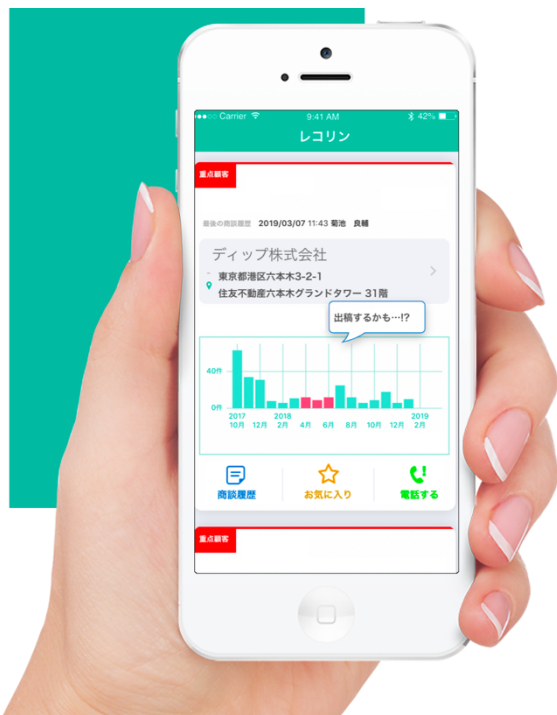 Carrier 9:41 AM 42%
レコリン
重点顧客
最後の商談履歴 2019/03/07 11:43 菊池 良輔
ディップ株式会社
東京都港区六本木3-2-1
住友不動産六本木グランドタワー 31階
出稿するかも…!?
40件
0件
2017 2018 2019
10月 12月 2月 4月 6月 8月 10月 12月 2月
商談履歴 お気に入り 電話する
重点顧客